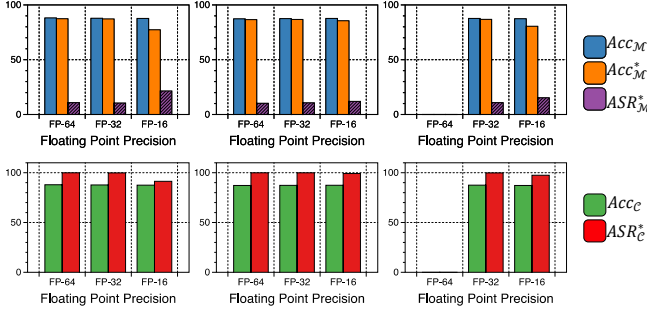 100
50
0
FP-64 FP-32 FP-16
Floating Point Precision
100
50
0
FP-64 FP-32 FP-16
Floating Point Precision
100
50
0
FP-64 FP-32 FP-16
Floating Point Precision
Acc_M
Acc*_M
ASR*_M
100
50
0
FP-64 FP-32 FP-16
Floating Point Precision
100
50
0
FP-64 FP-32 FP-16
Floating Point Precision
100
50
0
FP-64 FP-32 FP-16
Floating Point Precision
Acc_C
ASR*_C